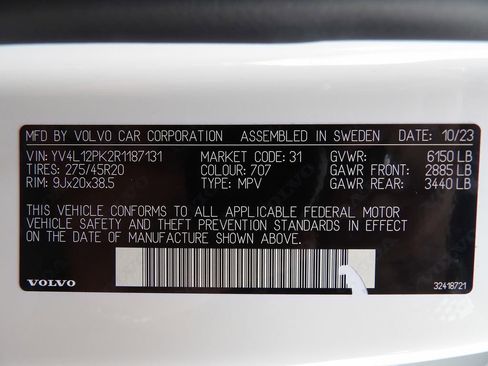 MFD BY VOLVO CAR CORPORATION ASSEMBLED IN SWEDEN DATE: 10/23
VIN: YV4L12PK2R1187131 MARKET: 31 GVWR: 6150 LB
TIRES: 275/45R20 COLOUR: 707 GAWR FRONT: 2885 LB
RIM: 9Jx20x38.5 TYPE: MPV GAWR REAR: 3440 LB
THIS VEHICLE CONFORMS TO ALL APPLICABLE FEDERAL MOTOR
VEHICLE SAFETY AND THEFT PREVENTION STANDARDS IN EFFECT
ON THE DATE OF MANUFACTURE SHOWN ABOVE.
VOLVO 32418721